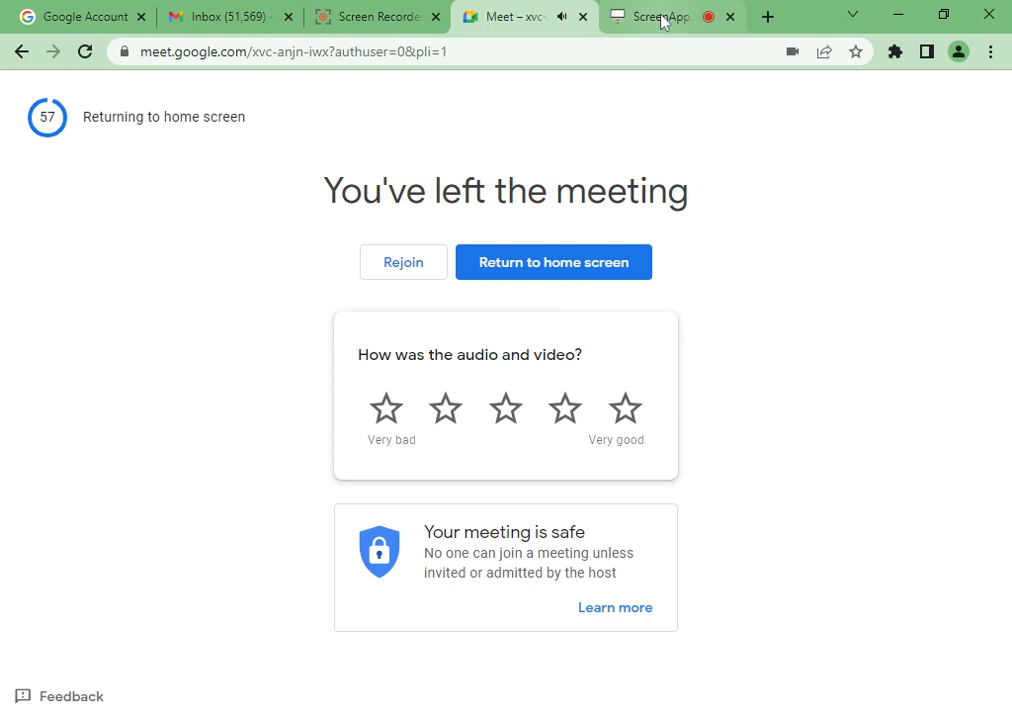 Google Account
Inbox (51,569) -
Screen Recorde
Meet – xvc-
ScreenApp.
meet.google.com/xvc-anjn-iwx?authuser=0&pli=1
57
Returning to home screen
You've left the meeting
Rejoin
Return to home screen
How was the audio and video?
Very bad
Very good
Your meeting is safe
No one can join a meeting unless
invited or admitted by the host
Learn more
Feedback